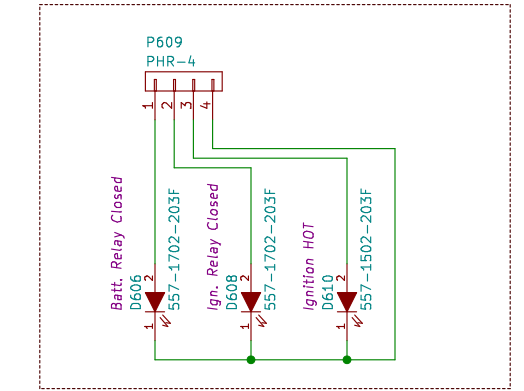 P609
PHR-4
1
2
3
4
Batt. Relay Closed
D606
557-1702-203F
2
1
Ign. Relay Closed
D608
557-1702-203F
2
1
Ignition HOT
D610
557-1502-203F
2
1